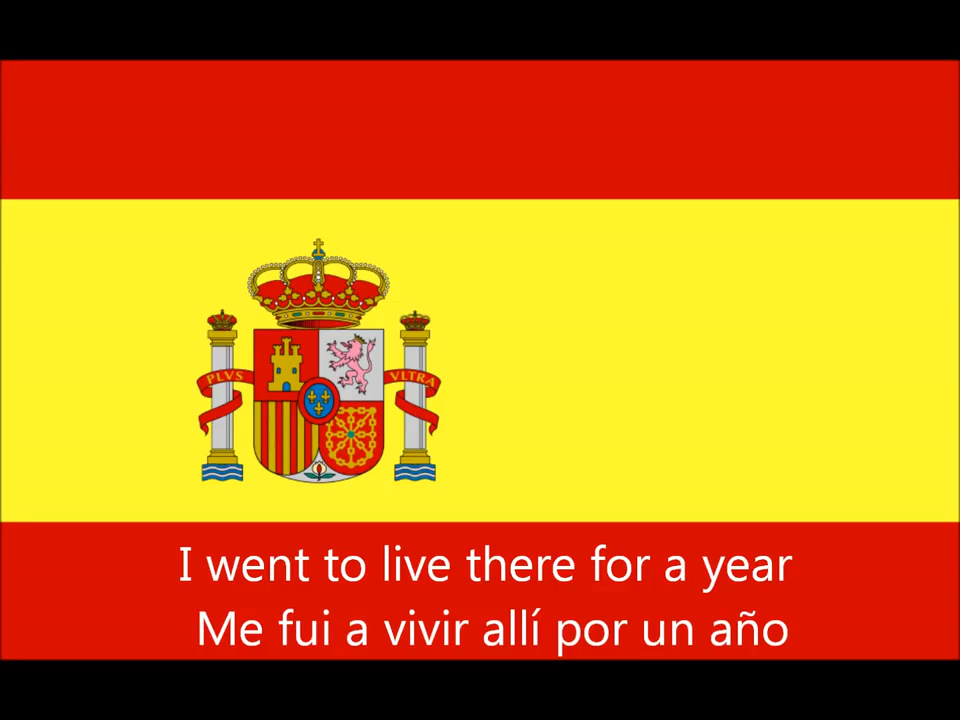 PLVS VLTRA
I went to live there for a year
Me fui a vivir allí por un año